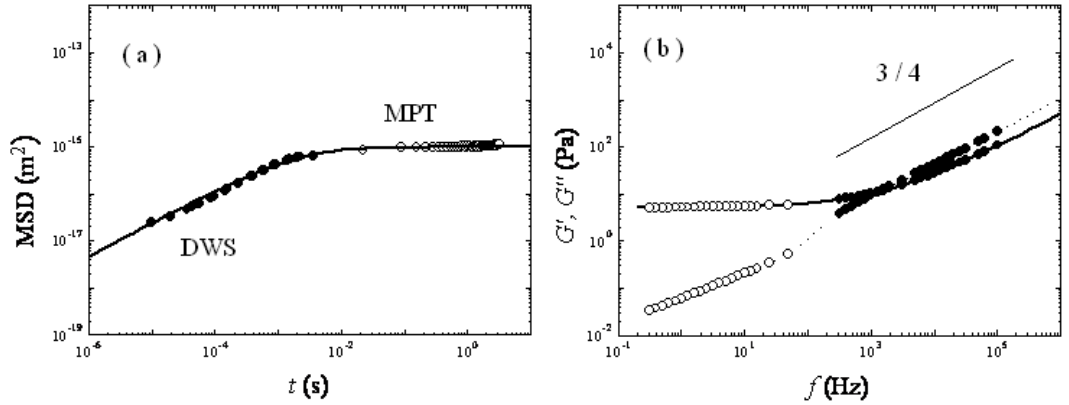 ( a )
MPT
DWS
10⁻¹³
10⁻¹⁵
10⁻¹⁷
10⁻¹⁹
MSD (m²)
10⁻⁶
10⁻⁴
10⁻²
10⁰
t (s)
( b )
3 / 4
10⁴
10²
10⁰
10⁻²
G', G'' (Pa)
10⁻¹
10¹
10³
10⁵
f (Hz)